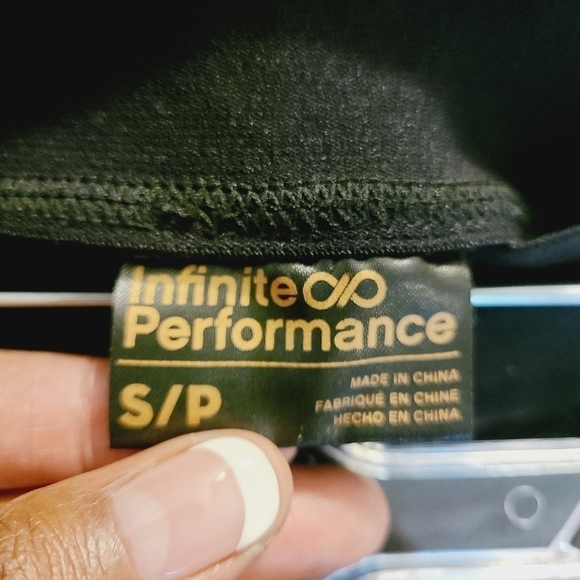 Infinite
Performance
S/P
MADE IN CHINA
FABRIQUÉ EN CHINE
HECHO EN CHINA